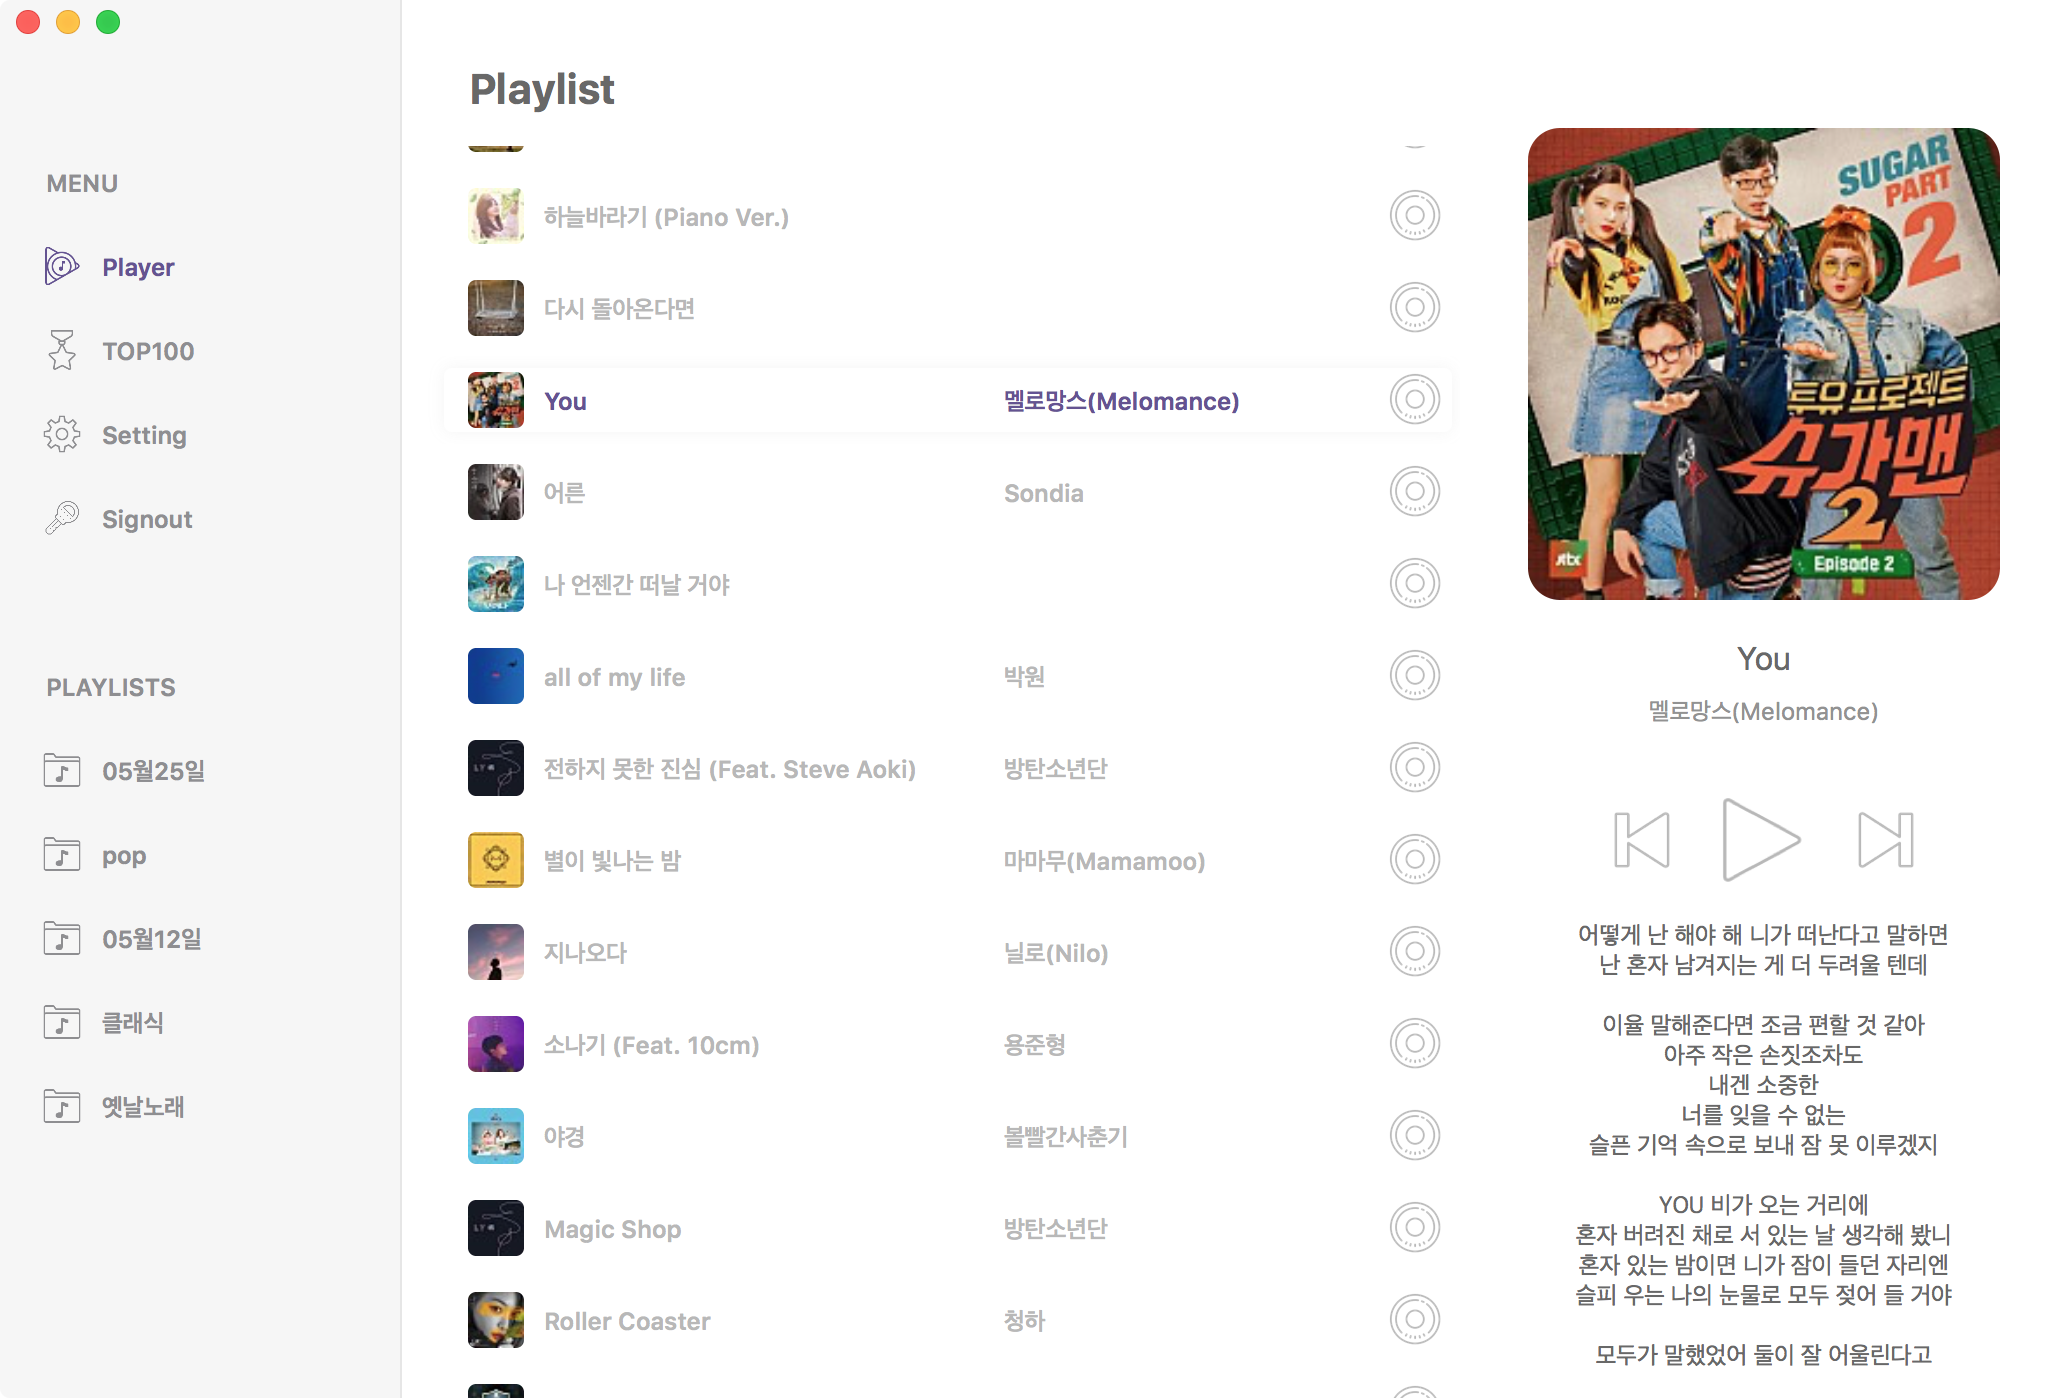 MENU
Player
TOP100
Setting
Signout
PLAYLISTS
05월25일
pop
05월12일
클래식
옛날노래
Playlist
하늘바라기 (Piano Ver.)
다시 돌아온다면
You 멜로망스(Melomance)
어른 Sondia
나 언젠간 떠날 거야
all of my life 박원
전하지 못한 진심 (Feat. Steve Aoki) 방탄소년단
별이 빛나는 밤 마마무(Mamamoo)
지나오다 닐로(Nilo)
소나기 (Feat. 10cm) 용준형
야경 볼빨간사춘기
Magic Shop 방탄소년단
Roller Coaster 청하
SUGAR
PART
2
투유 프로젝트
슈가맨
2
Episode 2
jtbc
You
멜로망스(Melomance)
어떻게 난 해야 해 니가 떠난다고 말하면
난 혼자 남겨지는 게 더 두려울 텐데
이율 말해준다면 조금 편할 것 같아
아주 작은 손짓조차도
내겐 소중한
너를 잊을 수 없는
슬픈 기억 속으로 보내 잠 못 이루겠지
YOU 비가 오는 거리에
혼자 버려진 채로 서 있는 날 생각해 봤니
혼자 있는 밤이면 니가 잠이 들던 자리엔
슬피 우는 나의 눈물로 모두 젖어 들 거야
모두가 말했었어 둘이 잘 어울린다고